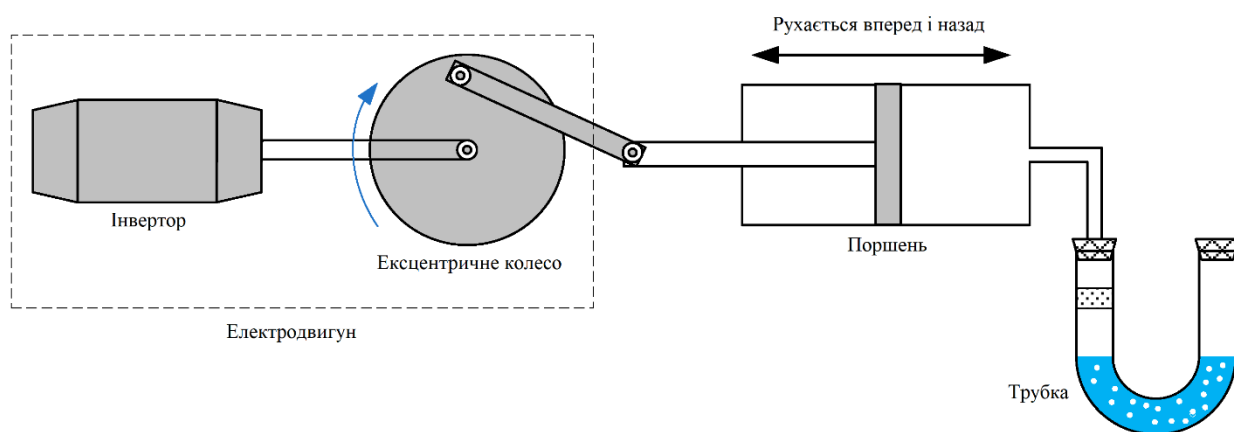 Рухається вперед і назад
Інвертор
Ексцентричне колесо
Поршень
Електродвигун
Трубка